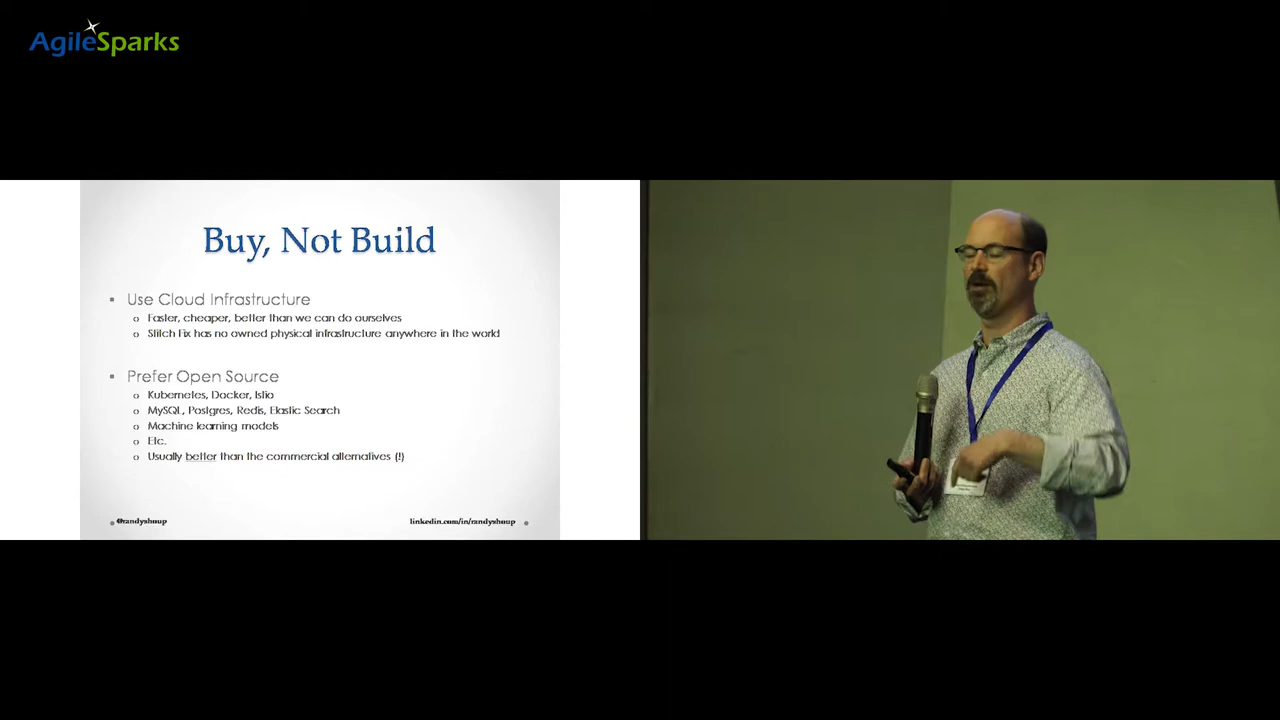 AgileSparks
Buy, Not Build
Use Cloud Infrastructure
Faster, cheaper, better than we can do ourselves
Stitch Fix has no owned physical infrastructure anywhere in the world
Prefer Open Source
Kubernetes, Docker, Istio
MySQL, Postgres, Redis, Elastic Search
Machine learning models
Etc.
Usually better than the commercial alternatives (!)
@randyshoup
linkedin.com/in/randyshoup